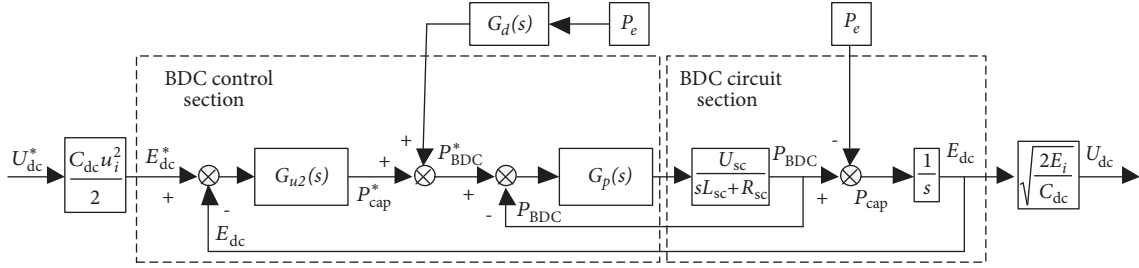 G_d(s)
P_e
P_e
BDC control
section
BDC circuit
section
U*_dc
C_dc u_i^2
2
E*_dc
+
-
G_u2(s)
+
P*_cap
+
P*_BDC
+
-
G_p(s)
U_sc
sL_sc+R_sc
P_BDC
+
-
P_cap
1
s
E_dc
√
2E_i
C_dc
U_dc
P_BDC
E_dc